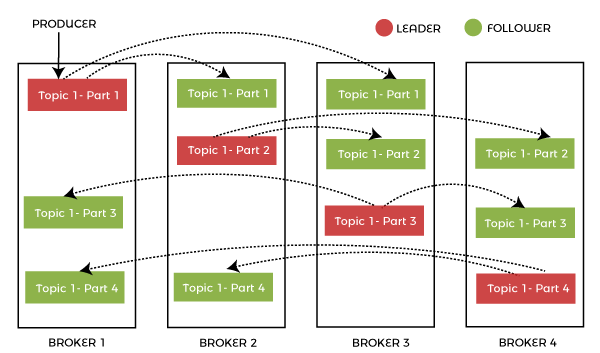 PRODUCER
LEADER
FOLLOWER
Topic 1- Part 1
Topic 1- Part 1
Topic 1- Part 1
Topic 1- Part 2
Topic 1- Part 2
Topic 1- Part 2
Topic 1- Part 3
Topic 1- Part 3
Topic 1- Part 3
Topic 1- Part 4
Topic 1- Part 4
Topic 1- Part 4
BROKER 1
BROKER 2
BROKER 3
BROKER 4